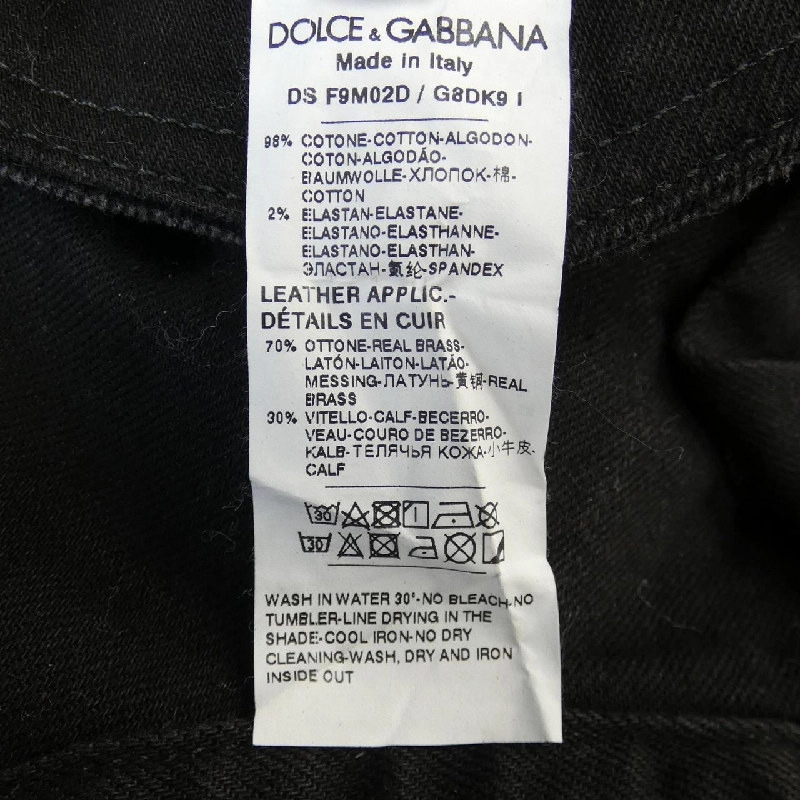 DOLCE & GABBANA
Made in Italy
DS F9M02D / G8DK9 I
98% COTONE-COTTON-ALGODON-
COTON-ALGODÃO-
BAUMWOLLE-ХЛОПОК-棉-
COTTON
2% ELASTAN-ELASTANE-
ELASTANO-ELASTHANNE-
ELASTANO-ELASTHAN-
ЭЛАСТАН-氨纶-SPANDEX
LEATHER APPLIC.-
DÉTAILS EN CUIR
70% OTTONE-REAL BRASS-
LATÓN-LAITON-LATÃO-
MESSING-ЛАТУНЬ-黄铜-REAL
BRASS
30% VITELLO-CALF-BECERRO-
VEAU-COURO DE BEZERRO-
KALB-ТЕЛЯЧЬЯ КОЖА-小牛皮-
CALF
30
30
WASH IN WATER 30°-NO BLEACH-NO
TUMBLER-LINE DRYING IN THE
SHADE-COOL IRON-NO DRY
CLEANING-WASH, DRY AND IRON
INSIDE OUT